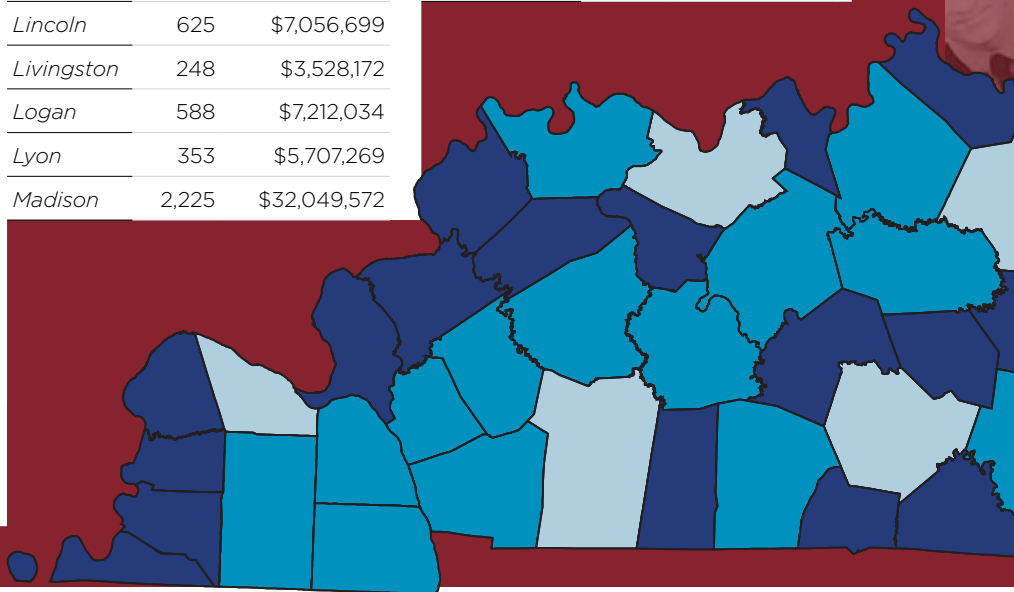 Lincoln 625 $7,056,699
Livingston 248 $3,528,172
Logan 588 $7,212,034
Lyon 353 $5,707,269
Madison 2,225 $32,049,572